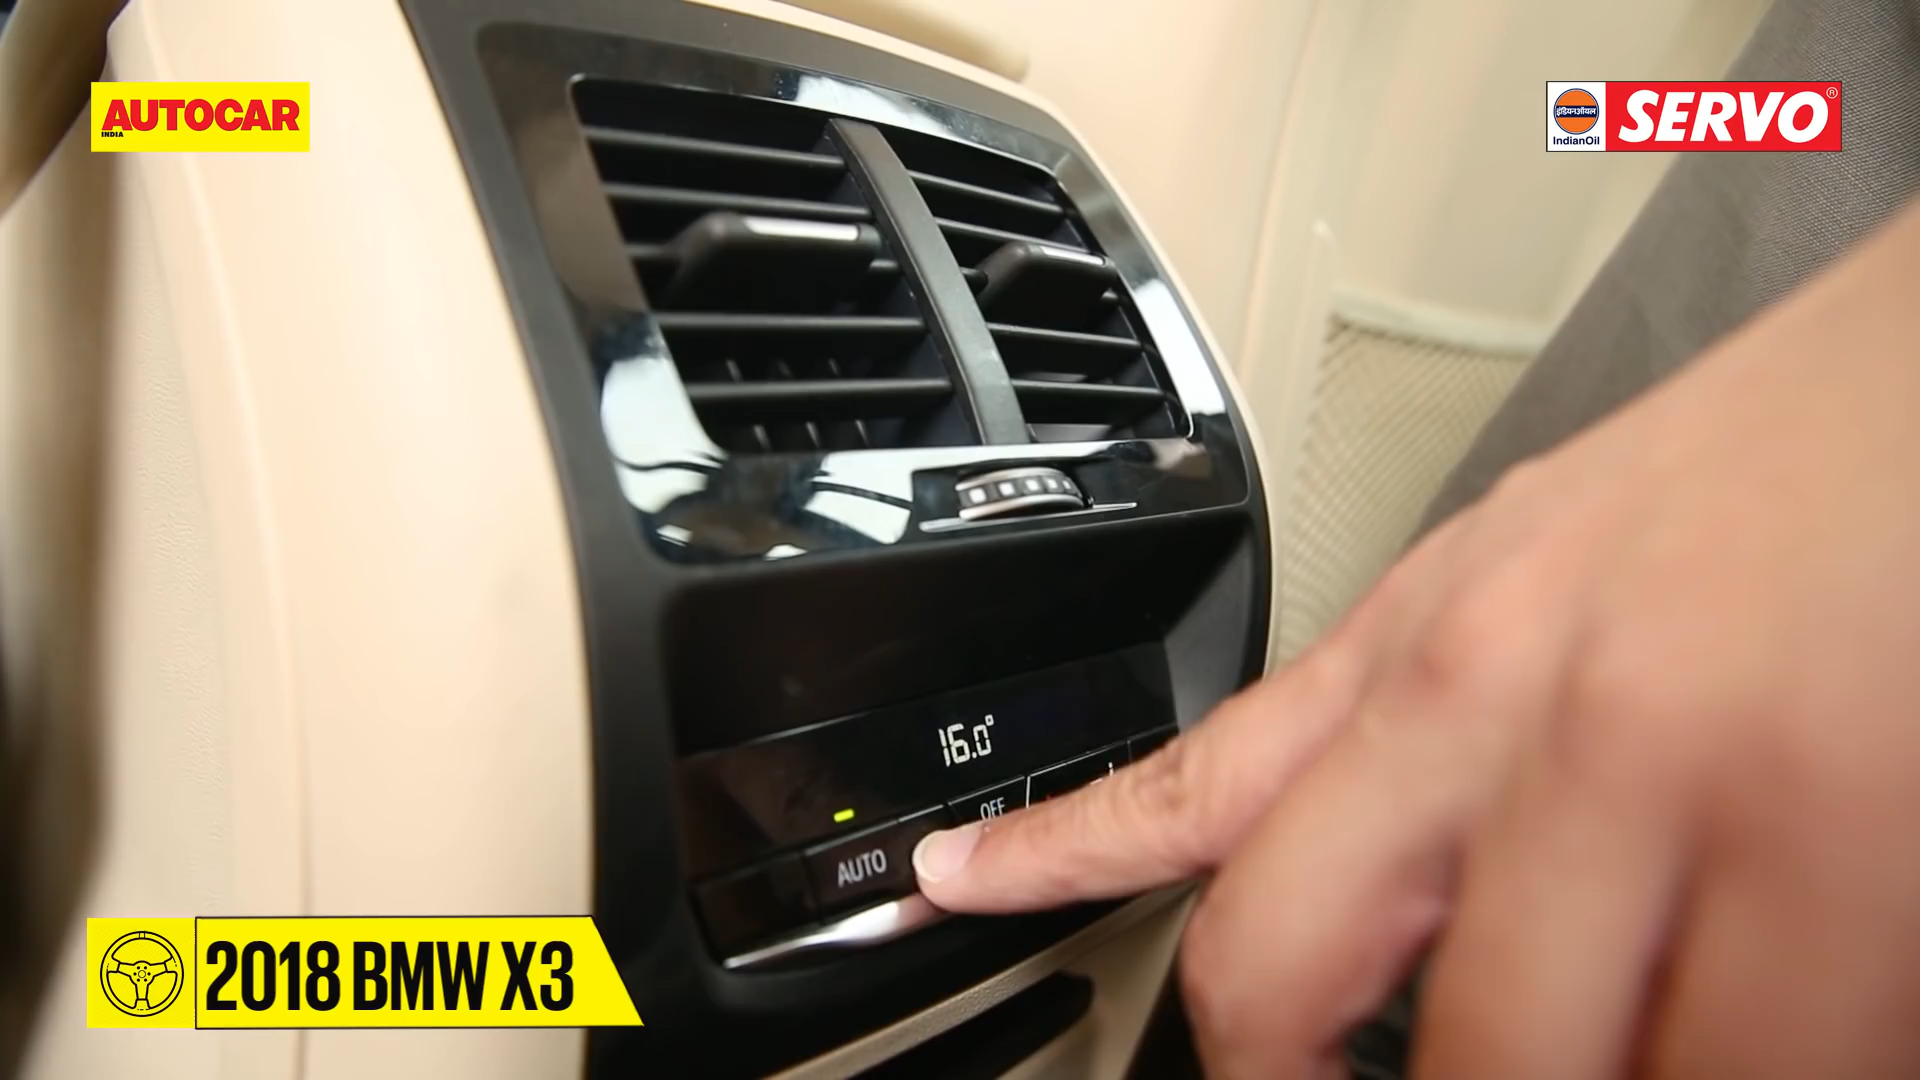 AUTOCAR
INDIA
इंडियनऑयल
IndianOil
SERVO®
16.0°
OFF
AUTO
2018 BMW X3